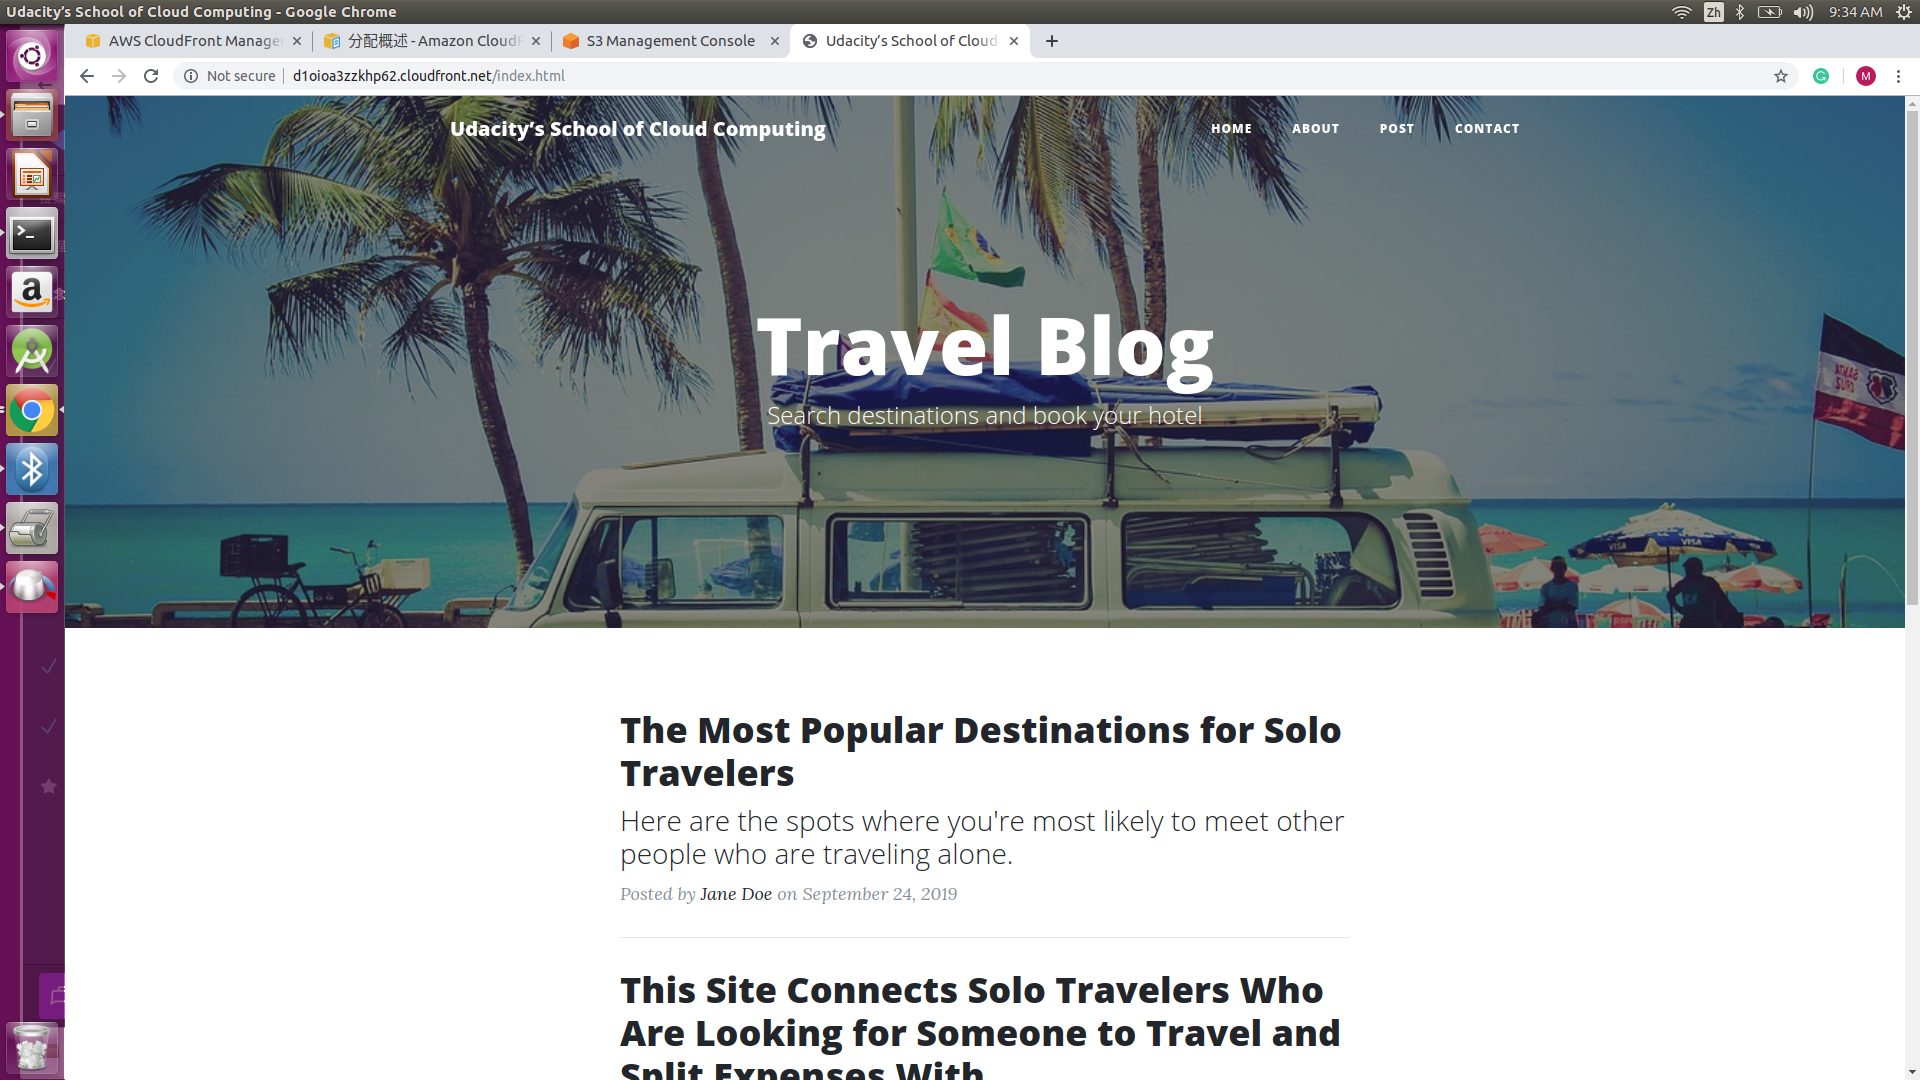 Udacity’s School of Cloud Computing - Google Chrome
Zh
9:34 AM
AWS CloudFront Manage
分配概述 - Amazon CloudF
S3 Management Console
Udacity’s School of Cloud
Not secure
d1oioa3zzkhp62.cloudfront.net/index.html
M
Udacity’s School of Cloud Computing
HOME
ABOUT
POST
CONTACT
Travel Blog
Search destinations and book your hotel
SANTA CRUZ
VISA
VISA
The Most Popular Destinations for Solo
Travelers
Here are the spots where you're most likely to meet other
people who are traveling alone.
Posted by Jane Doe on September 24, 2019
This Site Connects Solo Travelers Who
Are Looking for Someone to Travel and
Split Expenses With